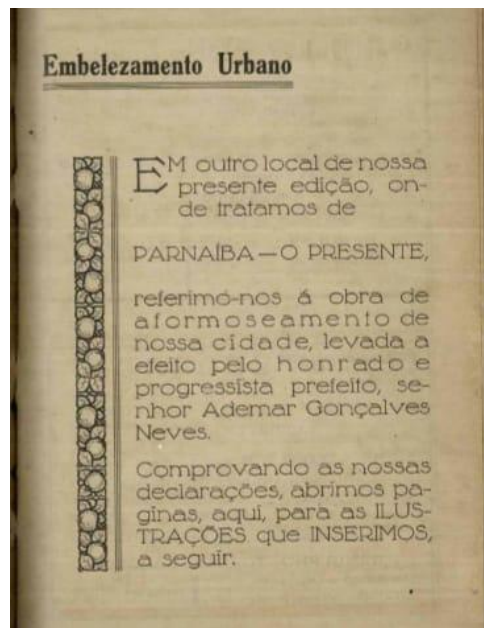 Embelezamento Urbano
EM outro local de nossa
presente edição, on-
de tratamos de
PARNAÍBA—O PRESENTE,
referimó-nos á obra de
aformoseamento de
nossa cidade, levada a
efeito pelo honrado e
progressista prefeito, se-
nhor Ademar Gonçalves
Neves.
Comprovando as nossas
declarações, abrimos pa-
ginas, aqui, para as ILUS-
TRAÇÕES que INSERIMOS,
a seguir.